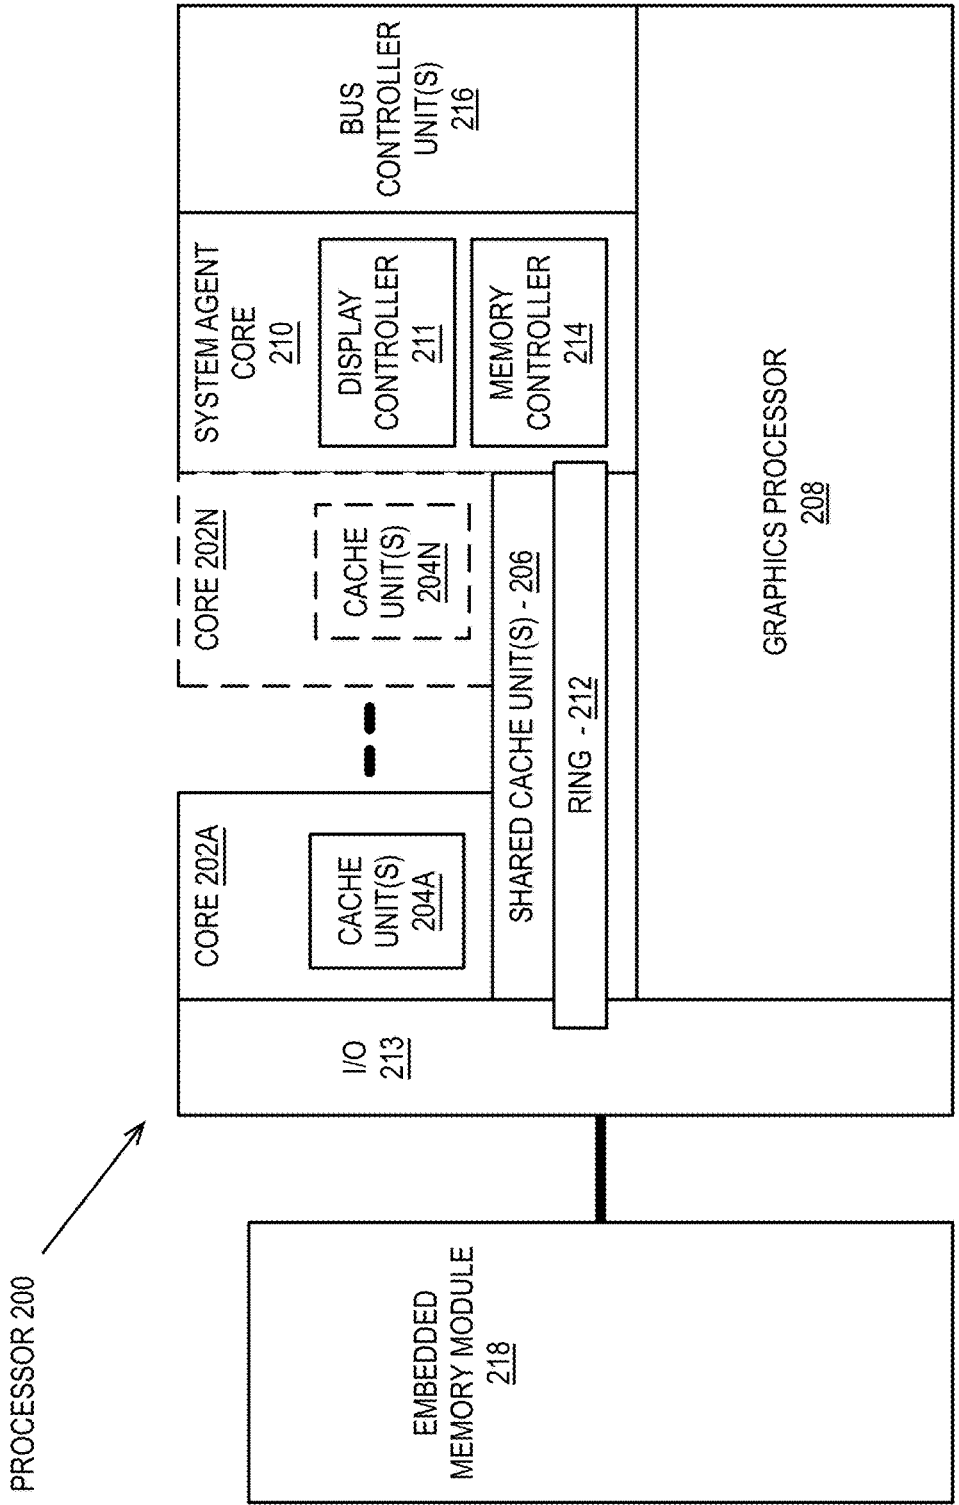 PROCESSOR 200
EMBEDDED
MEMORY MODULE
218
I/O
213
CORE 202A
CACHE
UNIT(S)
204A
CORE 202N
CACHE
UNIT(S)
204N
SHARED CACHE UNIT(S) - 206
RING - 212
SYSTEM AGENT
CORE
210
DISPLAY
CONTROLLER
211
MEMORY
CONTROLLER
214
BUS
CONTROLLER
UNIT(S)
216
GRAPHICS PROCESSOR
208